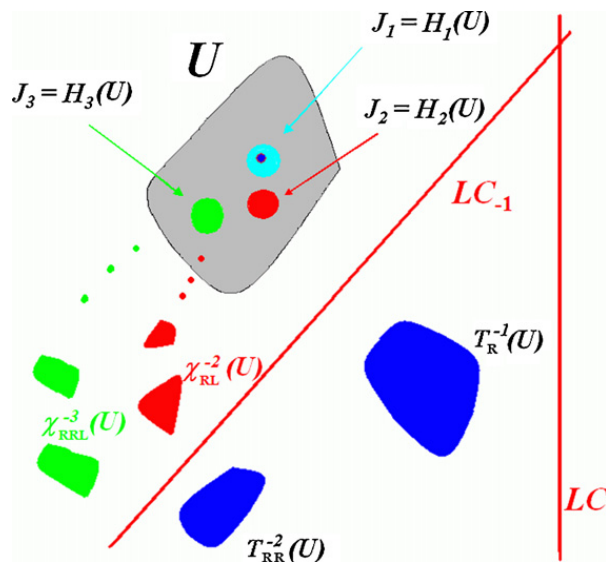 J₁ = H₁(U)
U
J₃ = H₃(U)
J₂ = H₂(U)
LC₋₁
T_R⁻¹(U)
χ_RL⁻²(U)
χ_RRL⁻³(U)
LC
T_RR⁻²(U)